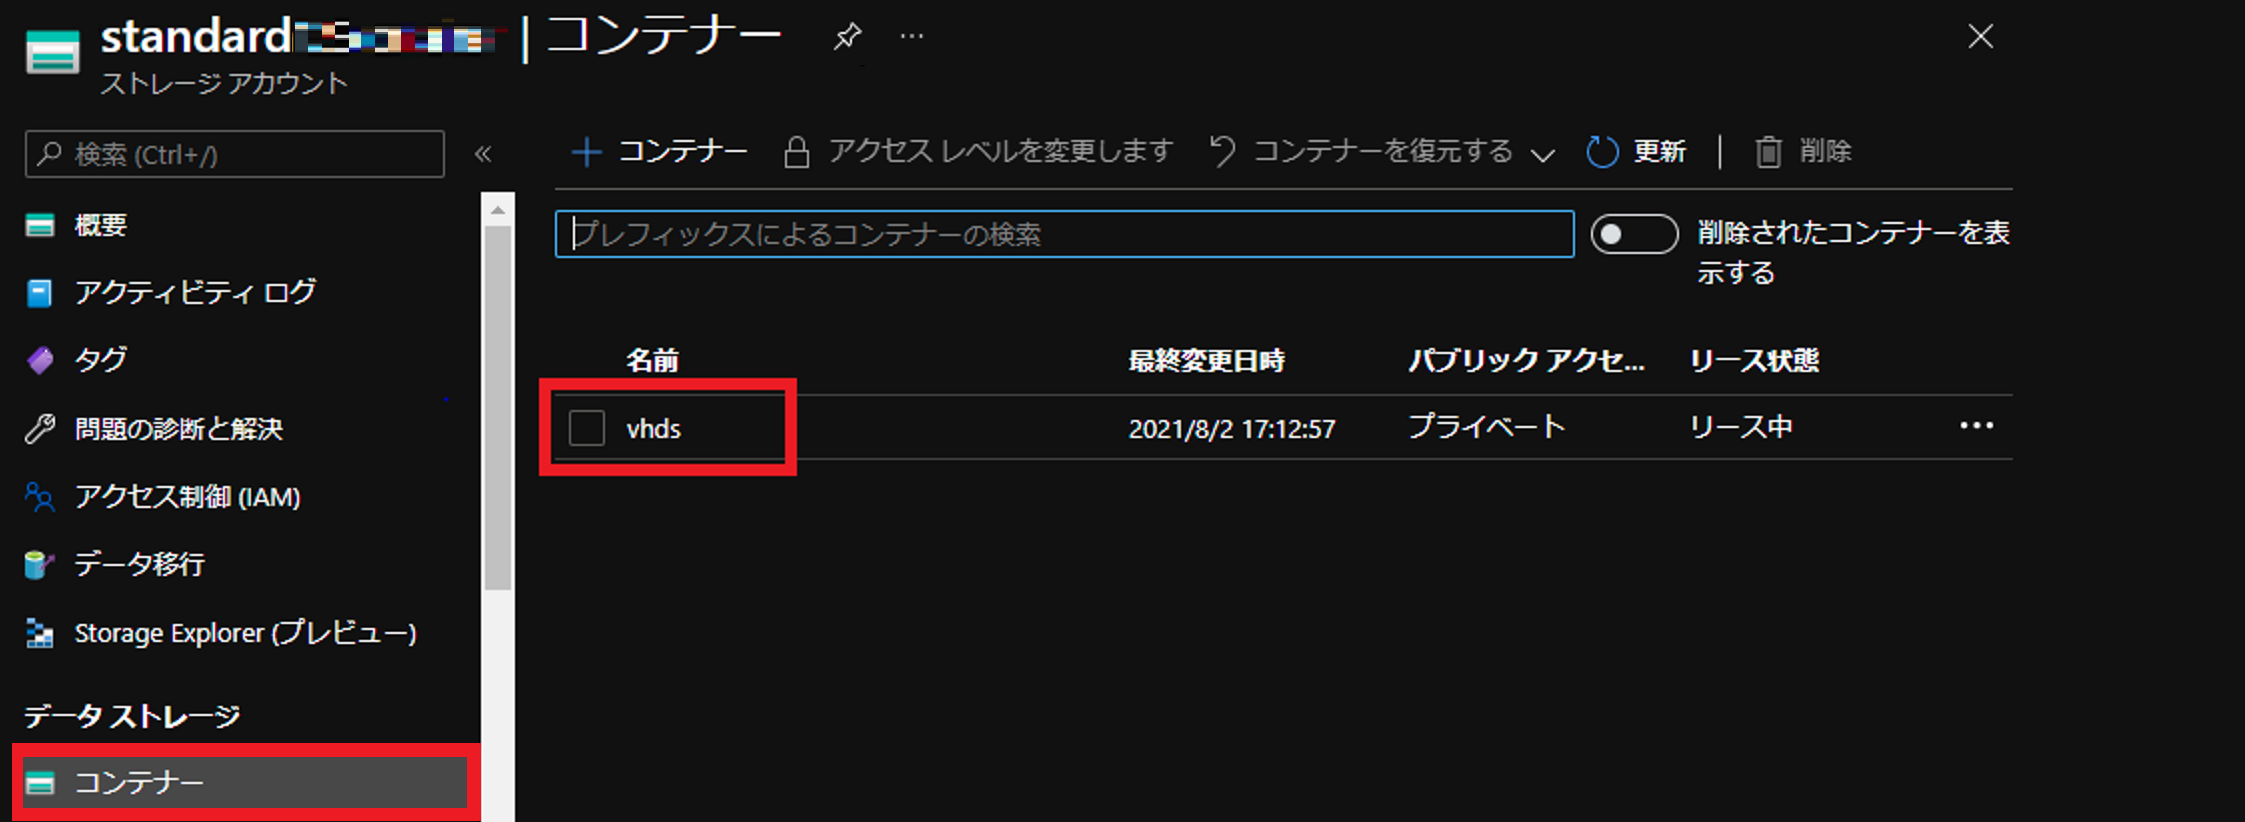 standard | コンテナー
ストレージ アカウント
検索 (Ctrl+/)
概要
アクティビティ ログ
タグ
問題の診断と解決
アクセス制御 (IAM)
データ移行
Storage Explorer (プレビュー)
データ ストレージ
コンテナー
コンテナー アクセス レベルを変更します コンテナーを復元する 更新 | 削除
プレフィックスによるコンテナーの検索
削除されたコンテナーを表
示する
名前 最終変更日時 パブリック アクセ... リース状態
vhds 2021/8/2 17:12:57 プライベート リース中